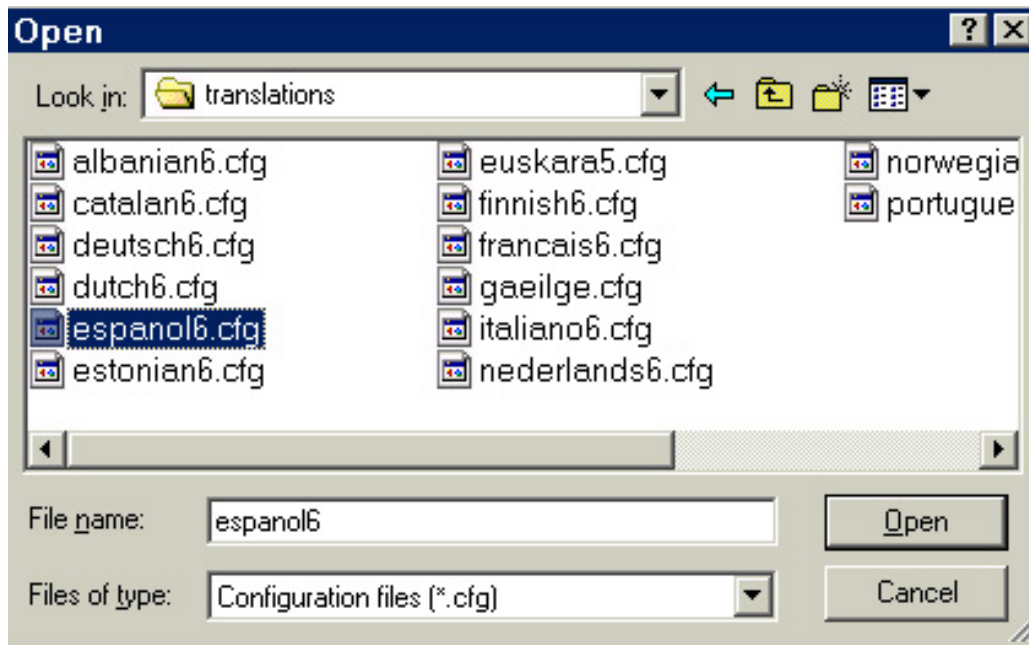 Open
Look in: translations
albanian6.cfg
catalan6.cfg
deutsch6.cfg
dutch6.cfg
espanol6.cfg
estonian6.cfg
euskara5.cfg
finnish6.cfg
francais6.cfg
gaeilge.cfg
italiano6.cfg
nederlands6.cfg
norwegia
portugue
File name: espanol6
Open
Files of type: Configuration files (*.cfg)
Cancel